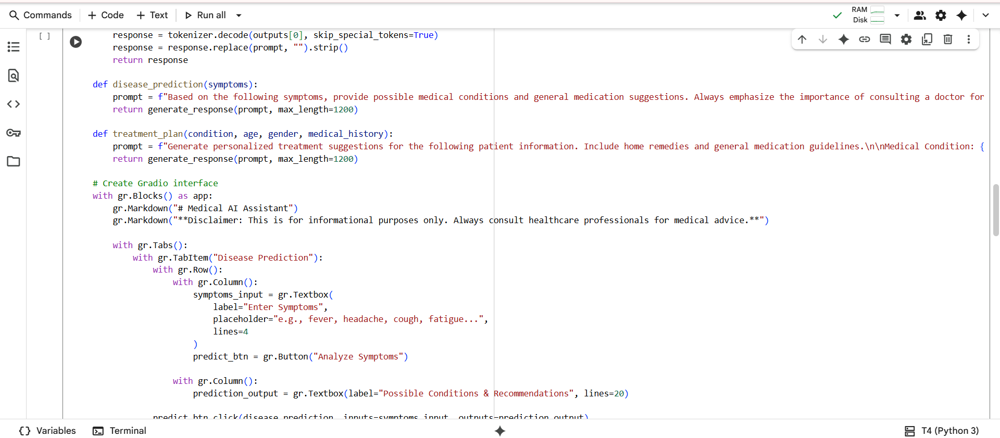 Commands + Code + Text Run all RAM
Disk
[ ]
        response = tokenizer.decode(outputs[0], skip_special_tokens=True)
    response = response.replace(prompt, "").strip()
    return response

def disease_prediction(symptoms):
    prompt = f"Based on the following symptoms, provide possible medical conditions and general medication suggestions. Always emphasize the importance of consulting a doctor for
    return generate_response(prompt, max_length=1200)

def treatment_plan(condition, age, gender, medical_history):
    prompt = f"Generate personalized treatment suggestions for the following patient information. Include home remedies and general medication guidelines.\n\nMedical Condition: {
    return generate_response(prompt, max_length=1200)

# Create Gradio interface
with gr.Blocks() as app:
    gr.Markdown("# Medical AI Assistant")
    gr.Markdown("**Disclaimer: This is for informational purposes only. Always consult healthcare professionals for medical advice.**")

    with gr.Tabs():
        with gr.TabItem("Disease Prediction"):
            with gr.Row():
                with gr.Column():
                    symptoms_input = gr.Textbox(
                        label="Enter Symptoms",
                        placeholder="e.g., fever, headache, cough, fatigue...",
                        lines=4
                    )
                    predict_btn = gr.Button("Analyze Symptoms")

                with gr.Column():
                    prediction_output = gr.Textbox(label="Possible Conditions & Recommendations", lines=20)

            predict_btn.click(disease_prediction, inputs=symptoms_input, outputs=prediction_output)
{} Variables Terminal T4 (Python 3)